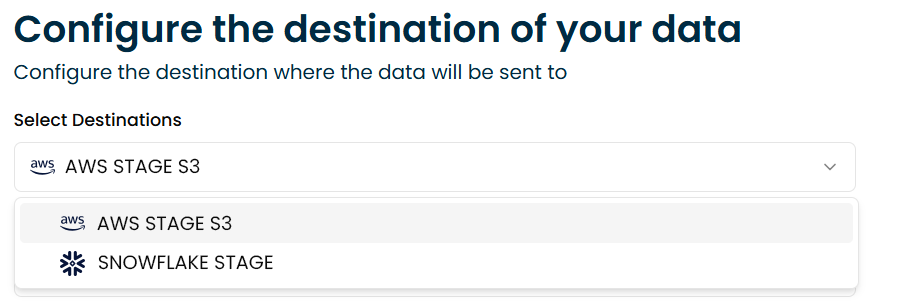 Configure the destination of your data
Configure the destination where the data will be sent to
Select Destinations
aws AWS STAGE S3
aws AWS STAGE S3
SNOWFLAKE STAGE